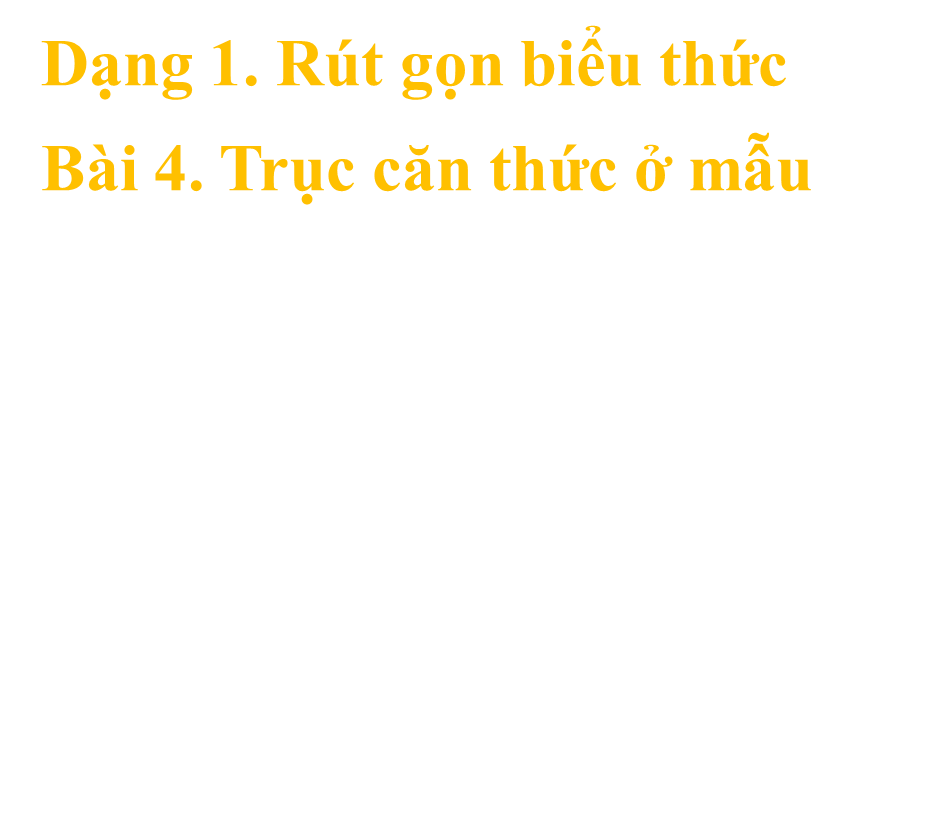 Dạng 1. Rút gọn biểu thức
Bài 4. Trục căn thức ở mẫu